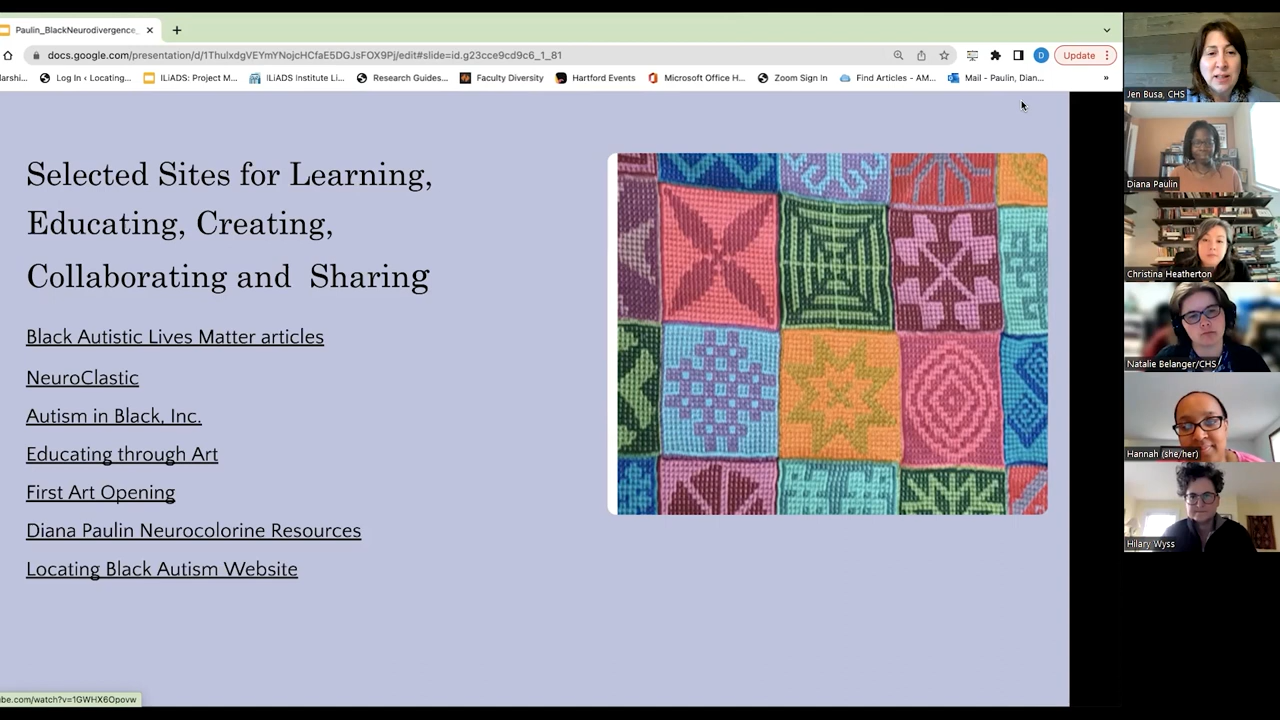 Paulin_BlackNeurodivergence_
docs.google.com/presentation/d/1ThulxdgVEYmYNojcHCfaE5DGJsFOX9Pj/edit#slide=id.g23cce9cd9c6_1_81
D
Update
Log In ‹ Locating...
ILiADS: Project M...
ILIADS Institute Li...
Research Guides...
Faculty Diversity
Hartford Events
Microsoft Office H...
Zoom Sign In
Find Articles - AM...
Mail - Paulin, Dian...
»
Selected Sites for Learning,
Educating, Creating,
Collaborating and Sharing
Black Autistic Lives Matter articles
NeuroClastic
Autism in Black, Inc.
Educating through Art
First Art Opening
Diana Paulin Neurocolorine Resources
Locating Black Autism Website
be.com/watch?v=1GWHX6Opovw
Jen Busa, CHS
Diana Paulin
Christina Heatherton
Natalie Belanger/CHS
Hannah (she/her)
Hilary Wyss